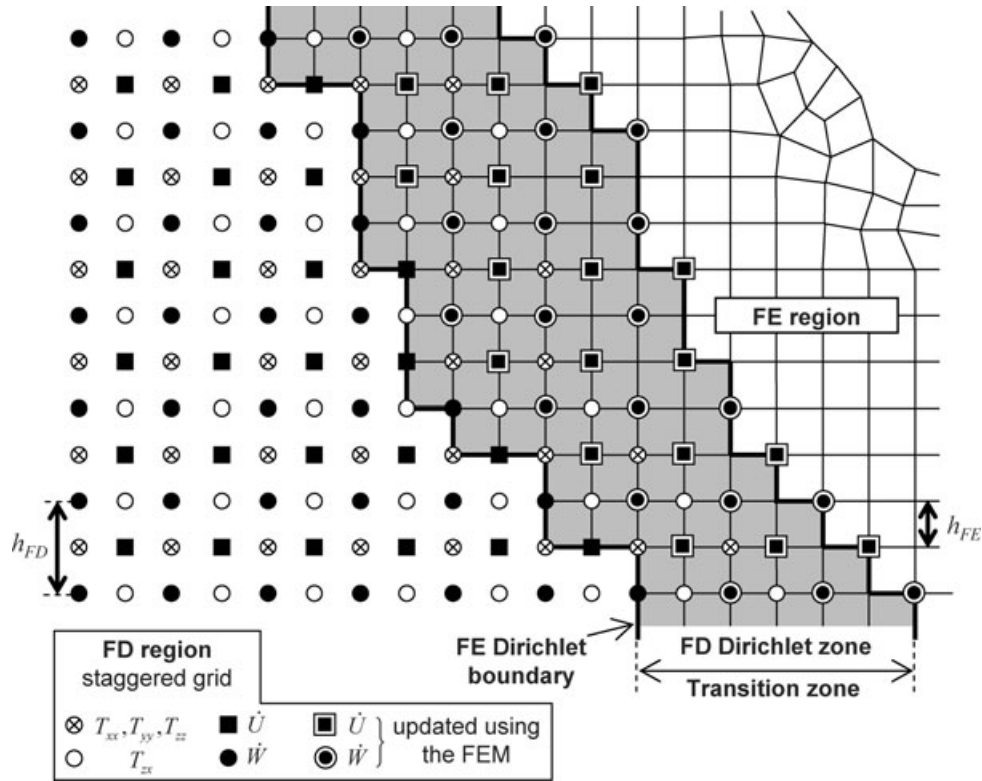 FE region
h_FD
h_FE
FE Dirichlet
boundary
FD Dirichlet zone
Transition zone
FD region
staggered grid
T_xx, T_yy, T_zz
U̇
U̇
T_zx
Ẇ
Ẇ
updated using
the FEM